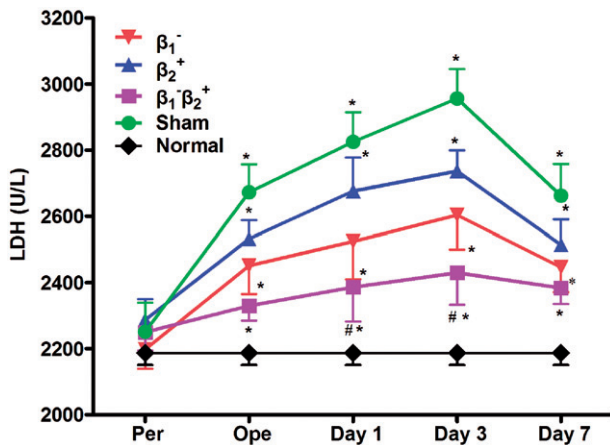 3200
3000
2800
2600
2400
2200
2000
LDH (U/L)
β₁⁻
β₂⁺
β₁⁻β₂⁺
Sham
Normal
*
*
*
*
*
*
*
*
*
*
*
*
*
*
#*
#*
Per
Ope
Day 1
Day 3
Day 7